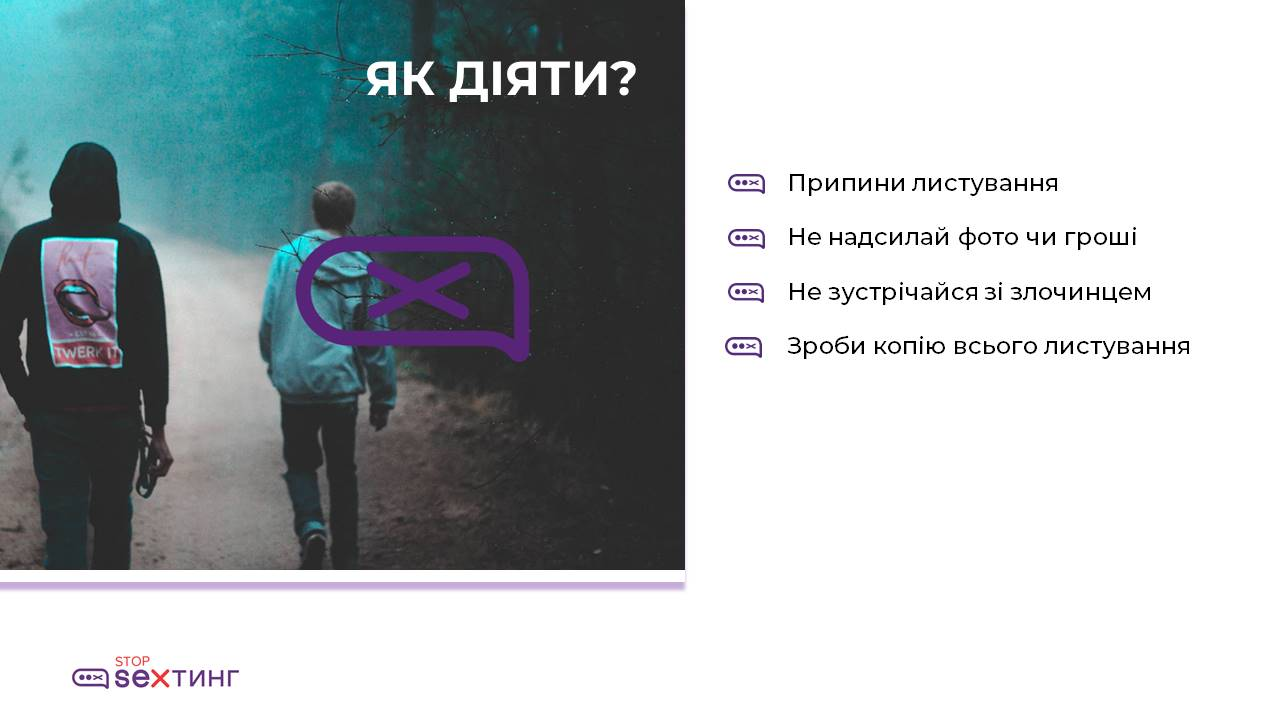 ЯК ДІЯТИ?
TWERK IT
Припини листування
Не надсилай фото чи гроші
Не зустрічайся зі злочинцем
Зроби копію всього листування
STOP
sexтинг